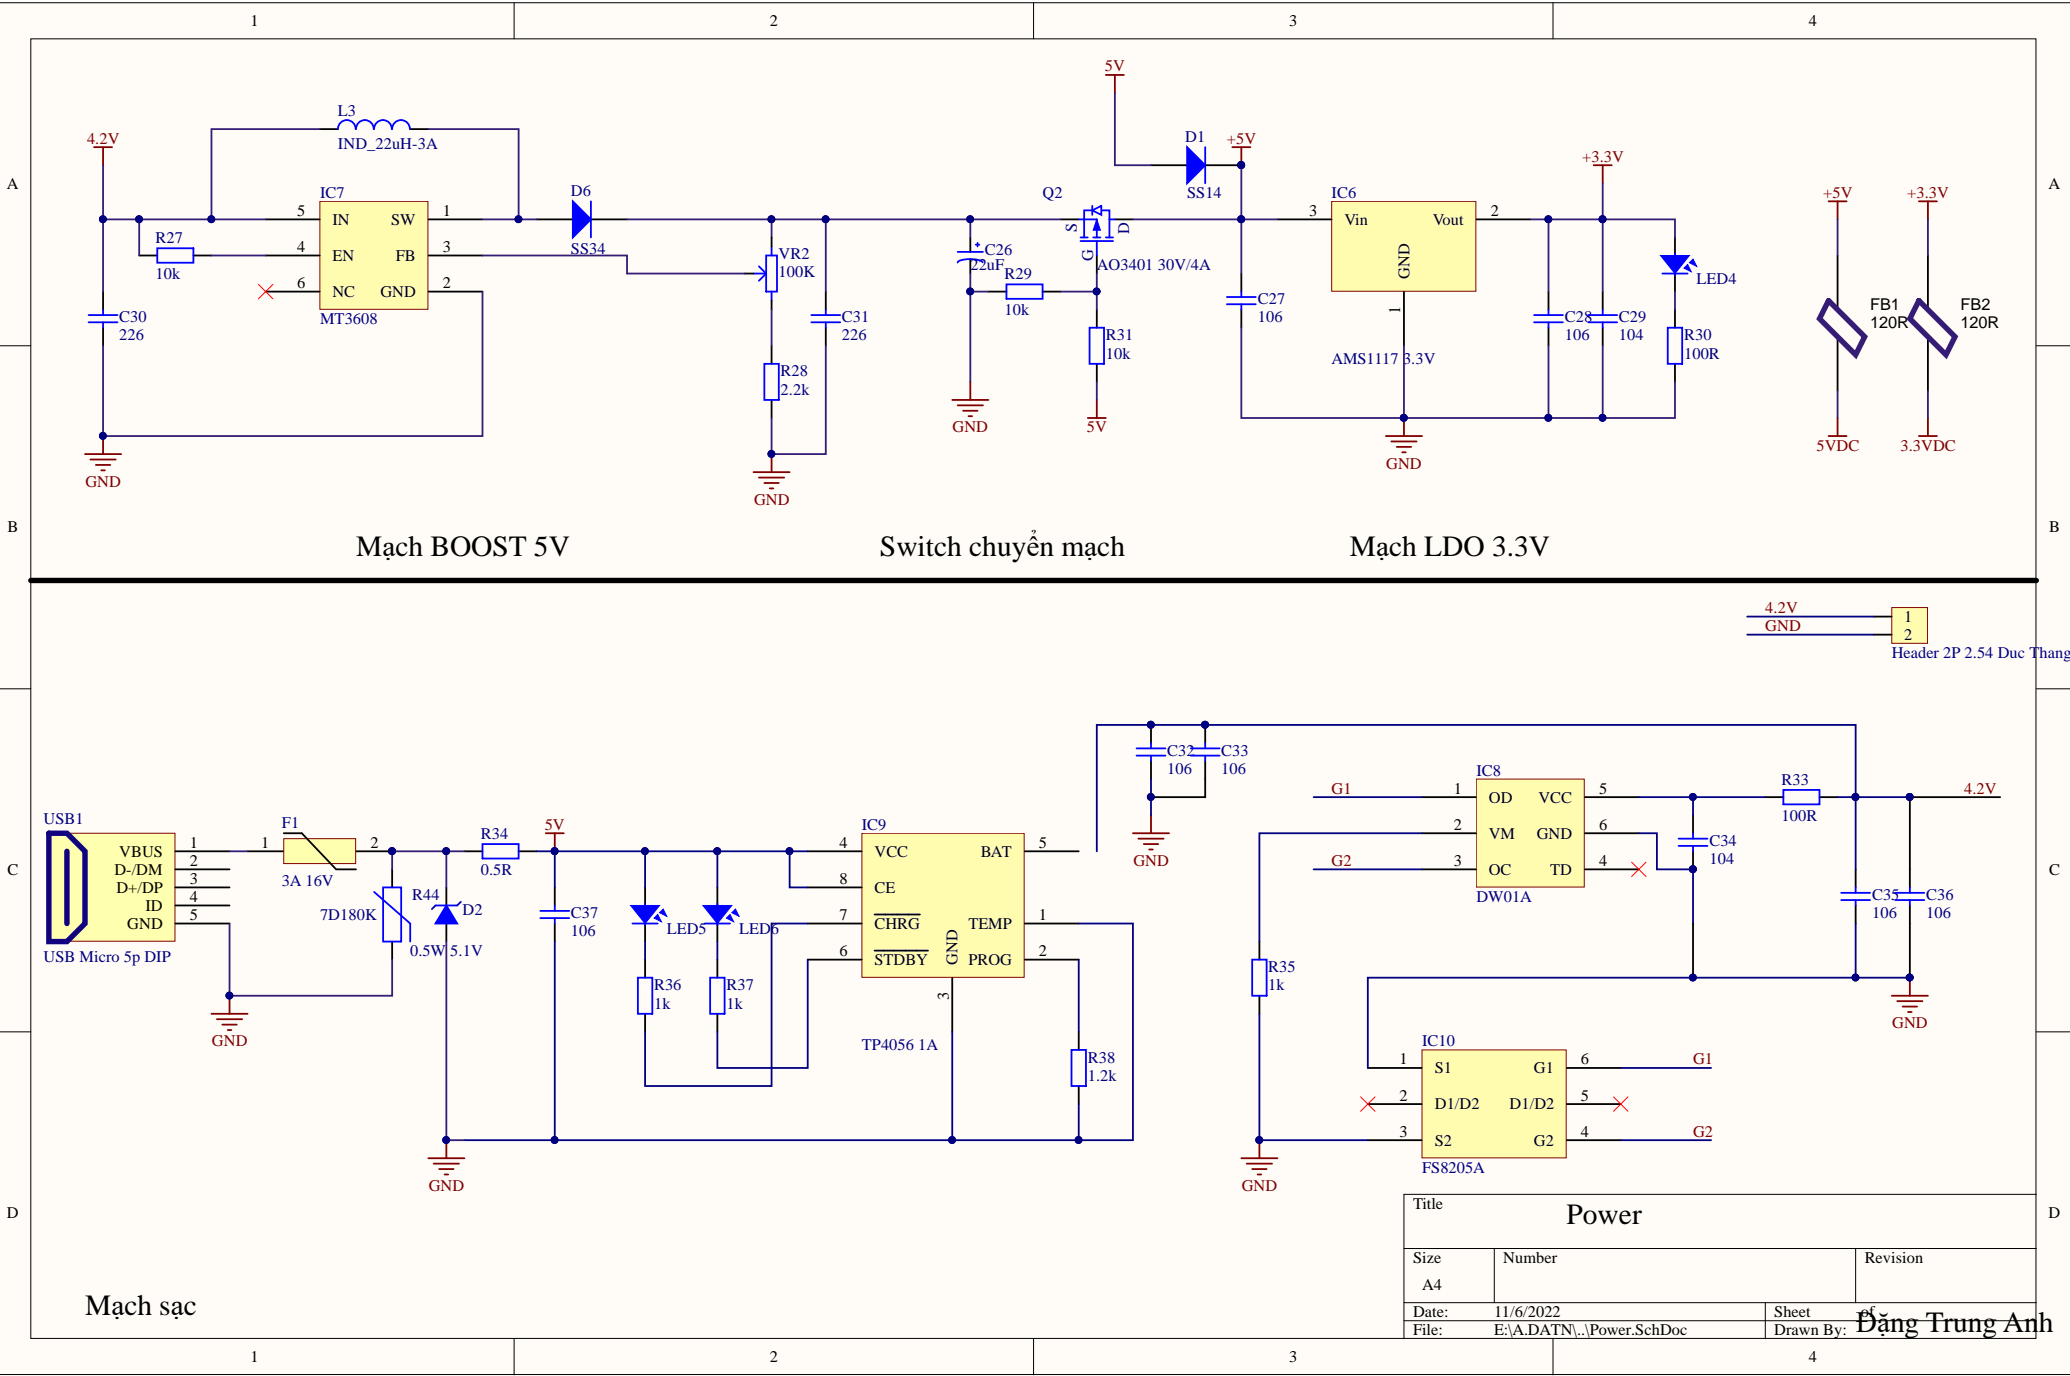 1 2 3 4
A A
B B
C C
D D
4.2V
L3
IND_22uH-3A
IC7
5 IN SW 1
4 EN FB 3
6 NC GND 2
MT3608
R27
10k
C30
226
GND
D6
SS34
VR2
100K
R28
2.2k
C31
226
GND
C26
22uF
R29
10k
GND
Q2
S D
G
AO3401 30V/4A
R31
10k
5V
5V
D1
SS14
+5V
C27
106
IC6
3 Vin Vout 2
GND
1
AMS1117 3.3V
GND
+3.3V
C28
106
C29
104
LED4
R30
100R
+5V
FB1
120R
5VDC
+3.3V
FB2
120R
3.3VDC
Mạch BOOST 5V
Switch chuyển mạch
Mạch LDO 3.3V
4.2V 1
GND 2
Header 2P 2.54 Duc Thang
USB1
VBUS 1
D-/DM 2
D+/DP 3
ID 4
GND 5
USB Micro 5p DIP
GND
F1
1 2
3A 16V
R44
7D180K
D2
0.5W 5.1V
R34
0.5R
5V
C37
106
LED5
LED6
R36
1k
R37
1k
GND
IC9
4 VCC BAT 5
8 CE
7 CHRG TEMP 1
6 STDBY PROG 2
GND
3
TP4056 1A
R38
1.2k
C32
106
C33
106
GND
IC8
G1 1 OD VCC 5
2 VM GND 6
G2 3 OC TD 4
DW01A
R33
100R
4.2V
C34
104
C35
106
C36
106
GND
R35
1k
GND
IC10
1 S1 G1 6 G1
2 D1/D2 D1/D2 5
3 S2 G2 4 G2
FS8205A
Mạch sạc
Title
Power
Size Number Revision
A4
Date: 11/6/2022 Sheet of
File: E:\A.DATN\..\Power.SchDoc Drawn By: Đặng Trung Anh
1 2 3 4